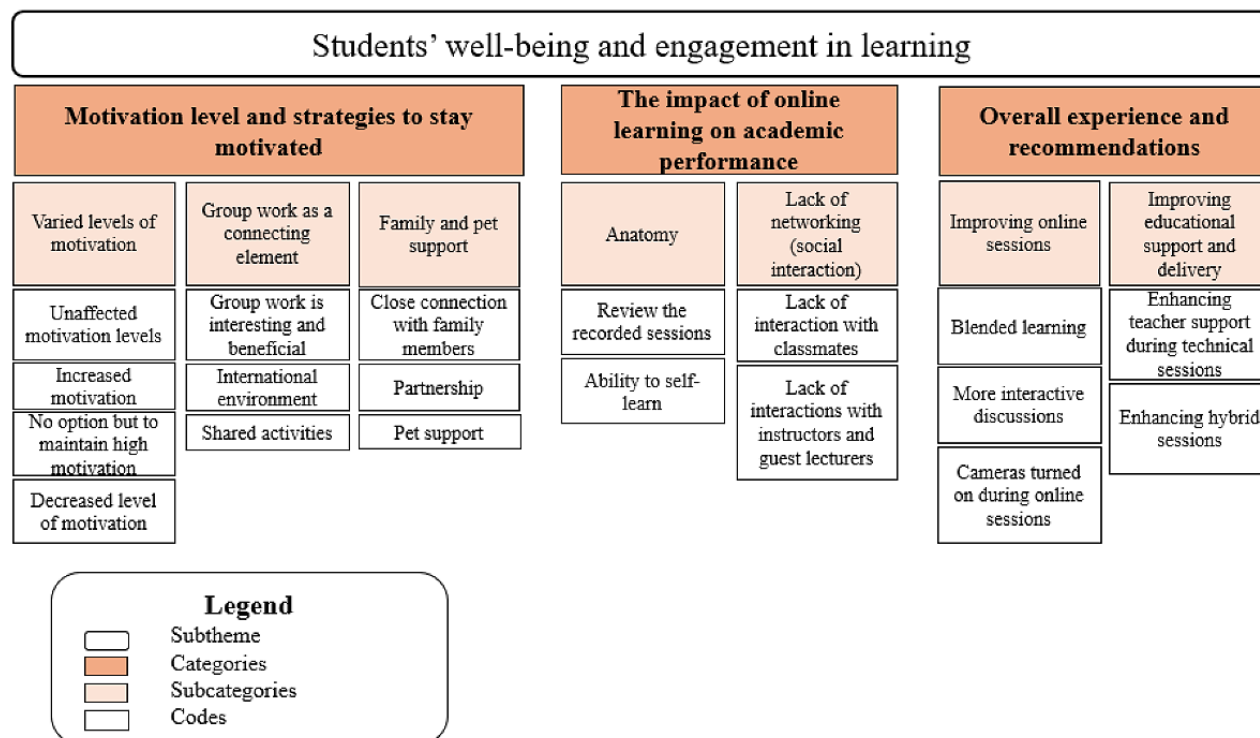 Students’ well-being and engagement in learning
Motivation level and strategies to stay
motivated
Varied levels of
motivation
Unaffected
motivation levels
Increased
motivation
No option but to
maintain high
motivation
Decreased level
of motivation
Group work as a
connecting
element
Group work is
interesting and
beneficial
International
environment
Shared activities
Family and pet
support
Close connection
with family
members
Partnership
Pet support
The impact of online
learning on academic
performance
Anatomy
Review the
recorded sessions
Ability to self-
learn
Lack of
networking
(social
interaction)
Lack of
interaction with
classmates
Lack of
interactions with
instructors and
guest lecturers
Overall experience and
recommendations
Improving online
sessions
Blended learning
More interactive
discussions
Cameras turned
on during online
sessions
Improving
educational
support and
delivery
Enhancing
teacher support
during technical
sessions
Enhancing hybrid
sessions
Legend
Subtheme
Categories
Subcategories
Codes